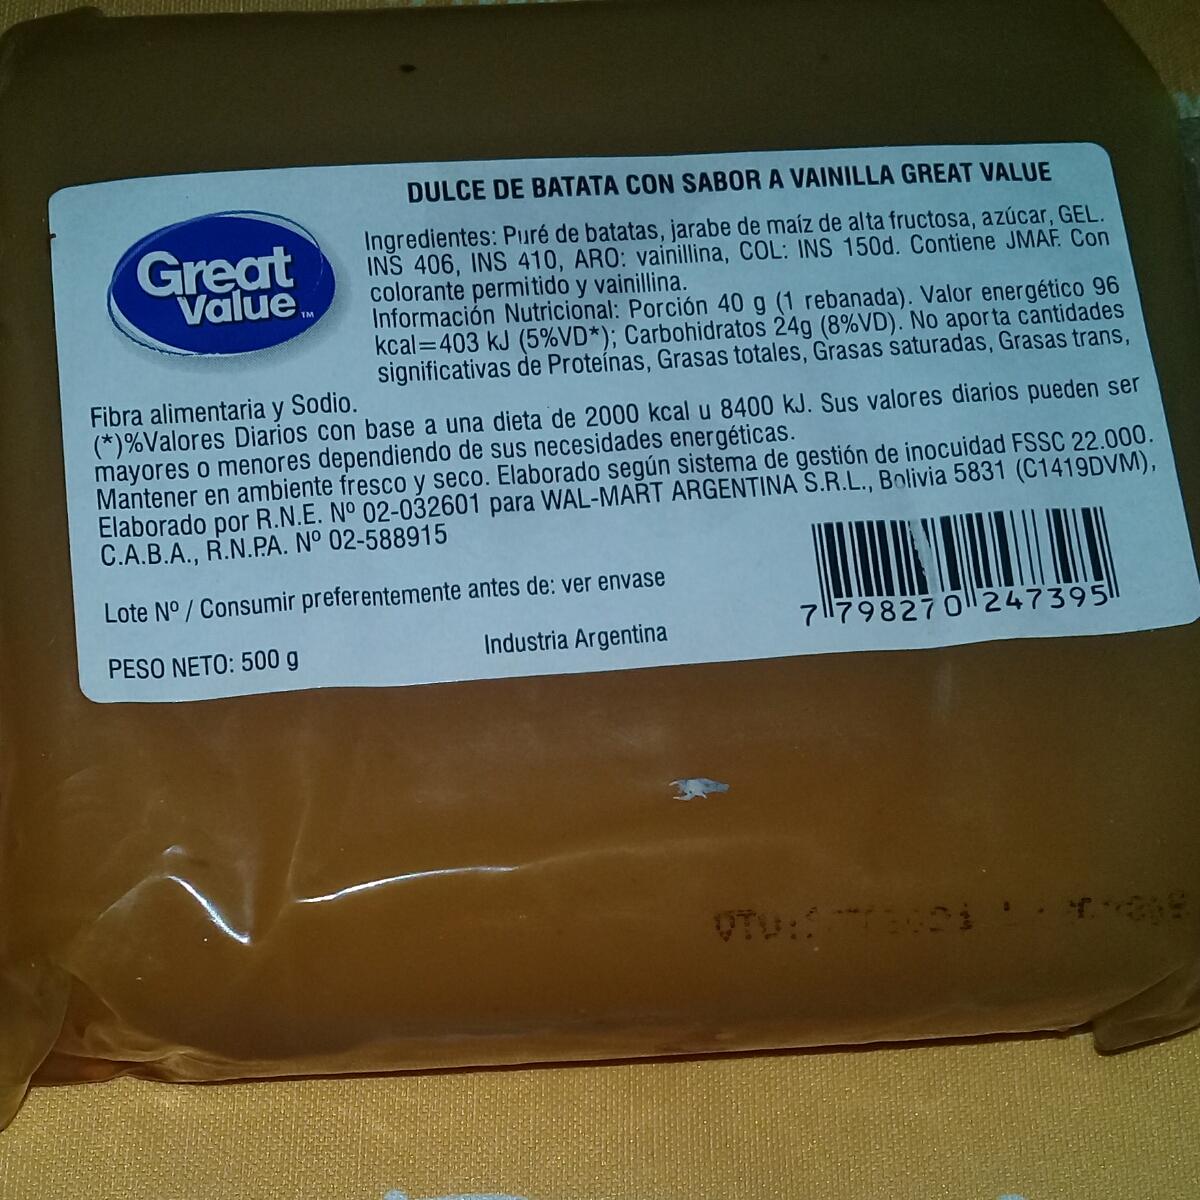 DULCE DE BATATA CON SABOR A VAINILLA GREAT VALUE
Great
Value TM
Ingredientes: Puré de batatas, jarabe de maíz de alta fructosa, azúcar, GEL.
INS 406, INS 410, ARO: vainillina, COL: INS 150d. Contiene JMAF. Con
colorante permitido y vainillina.
Información Nutricional: Porción 40 g (1 rebanada). Valor energético 96
kcal=403 kJ (5%VD*); Carbohidratos 24g (8%VD). No aporta cantidades
significativas de Proteínas, Grasas totales, Grasas saturadas, Grasas trans,
Fibra alimentaria y Sodio.
(*)%Valores Diarios con base a una dieta de 2000 kcal u 8400 kJ. Sus valores diarios pueden ser
mayores o menores dependiendo de sus necesidades energéticas.
Mantener en ambiente fresco y seco. Elaborado según sistema de gestión de inocuidad FSSC 22.000.
Elaborado por R.N.E. Nº 02-032601 para WAL-MART ARGENTINA S.R.L., Bolivia 5831 (C1419DVM),
C.A.B.A., R.N.P.A. Nº 02-588915
Lote Nº / Consumir preferentemente antes de: ver envase
PESO NETO: 500 g
Industria Argentina
7 798270 247395